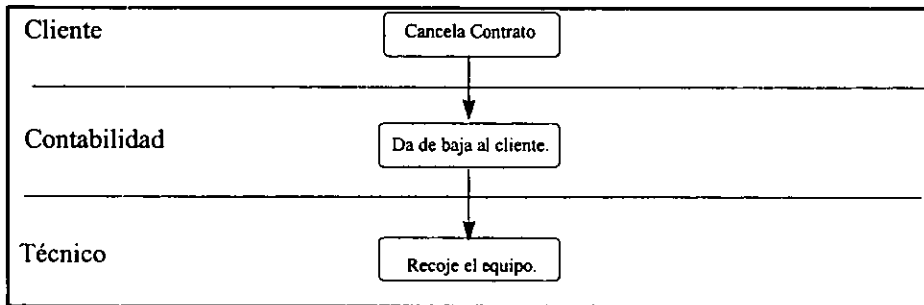 Cliente
Cancela Contrato
Contabilidad
Da de baja al cliente.
Técnico
Recoje el equipo.